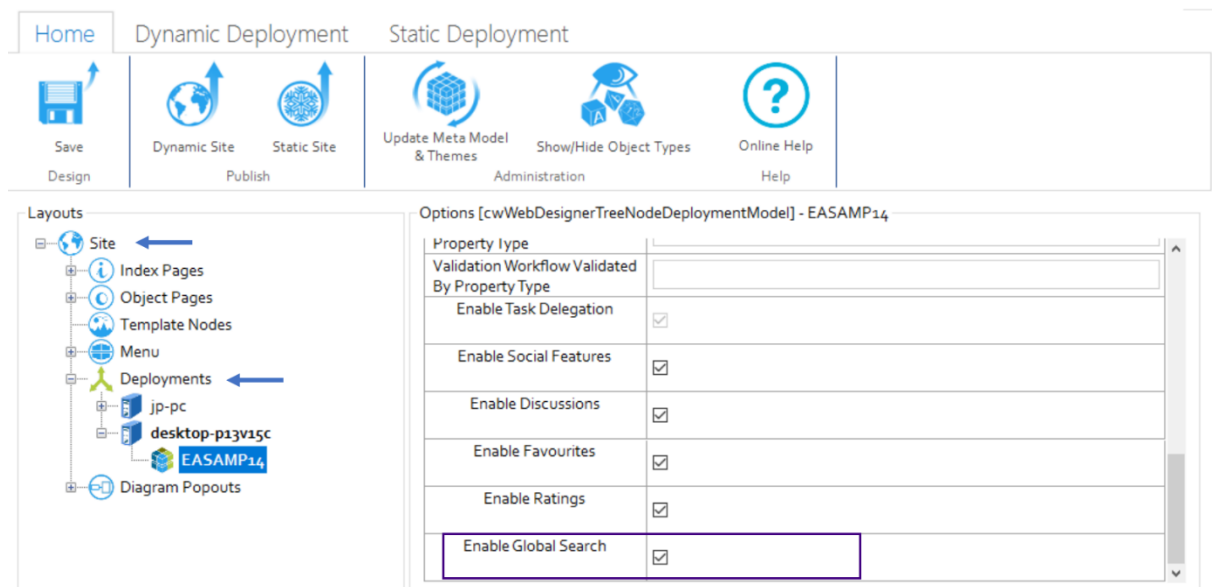 Home Dynamic Deployment Static Deployment
Save Dynamic Site Static Site Update Meta Model
& Themes Show/Hide Object Types Online Help
Design Publish Administration Help
Layouts
Site
Index Pages
Object Pages
Template Nodes
Menu
Deployments
jp-pc
desktop-p13v15c
EASAMP14
Diagram Popouts
Options [cwWebDesignerTreeNodeDeploymentModel] - EASAMP14
Property Type
Validation Workflow Validated
By Property Type
Enable Task Delegation
Enable Social Features
Enable Discussions
Enable Favourites
Enable Ratings
Enable Global Search